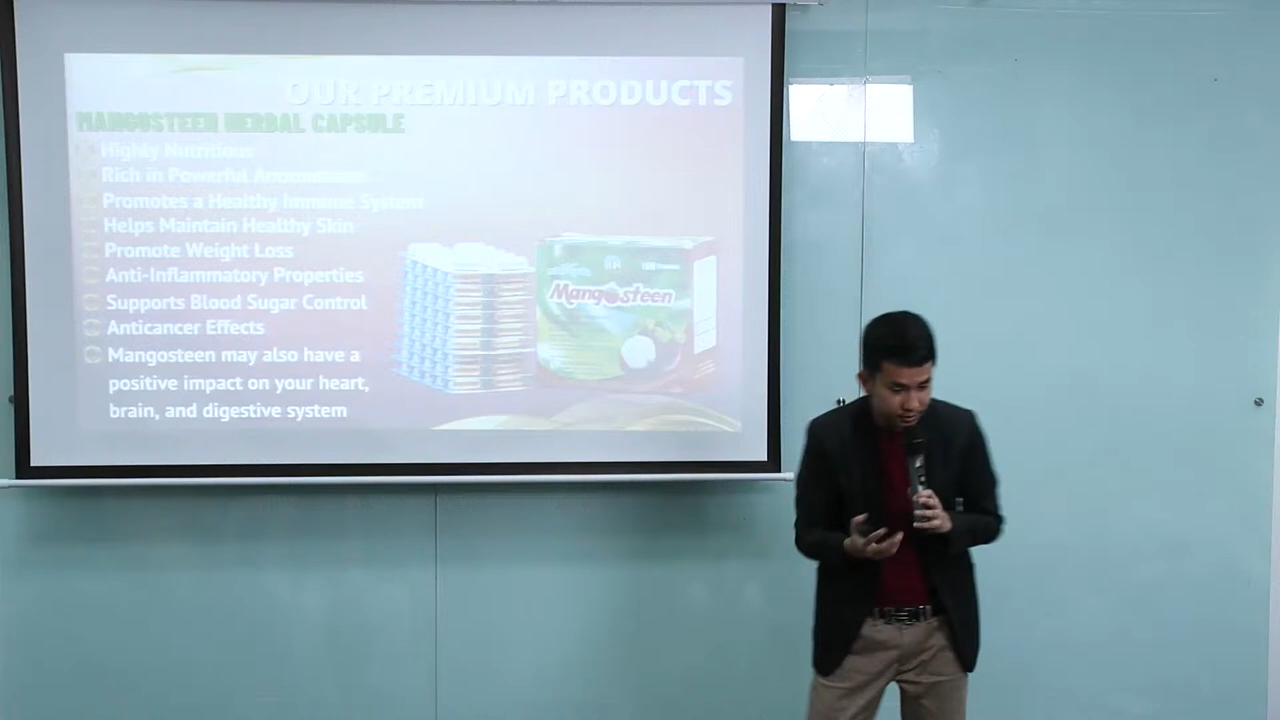 OUR PREMIUM PRODUCTS
MANGOSTEEN HERBAL CAPSULE
Highly Nutritious
Rich in Powerful Antioxidants
Promotes a Healthy Immune System
Helps Maintain Healthy Skin
Promote Weight Loss
Anti-Inflammatory Properties
Supports Blood Sugar Control
Anticancer Effects
Mangosteen may also have a
positive impact on your heart,
brain, and digestive system
Mangosteen